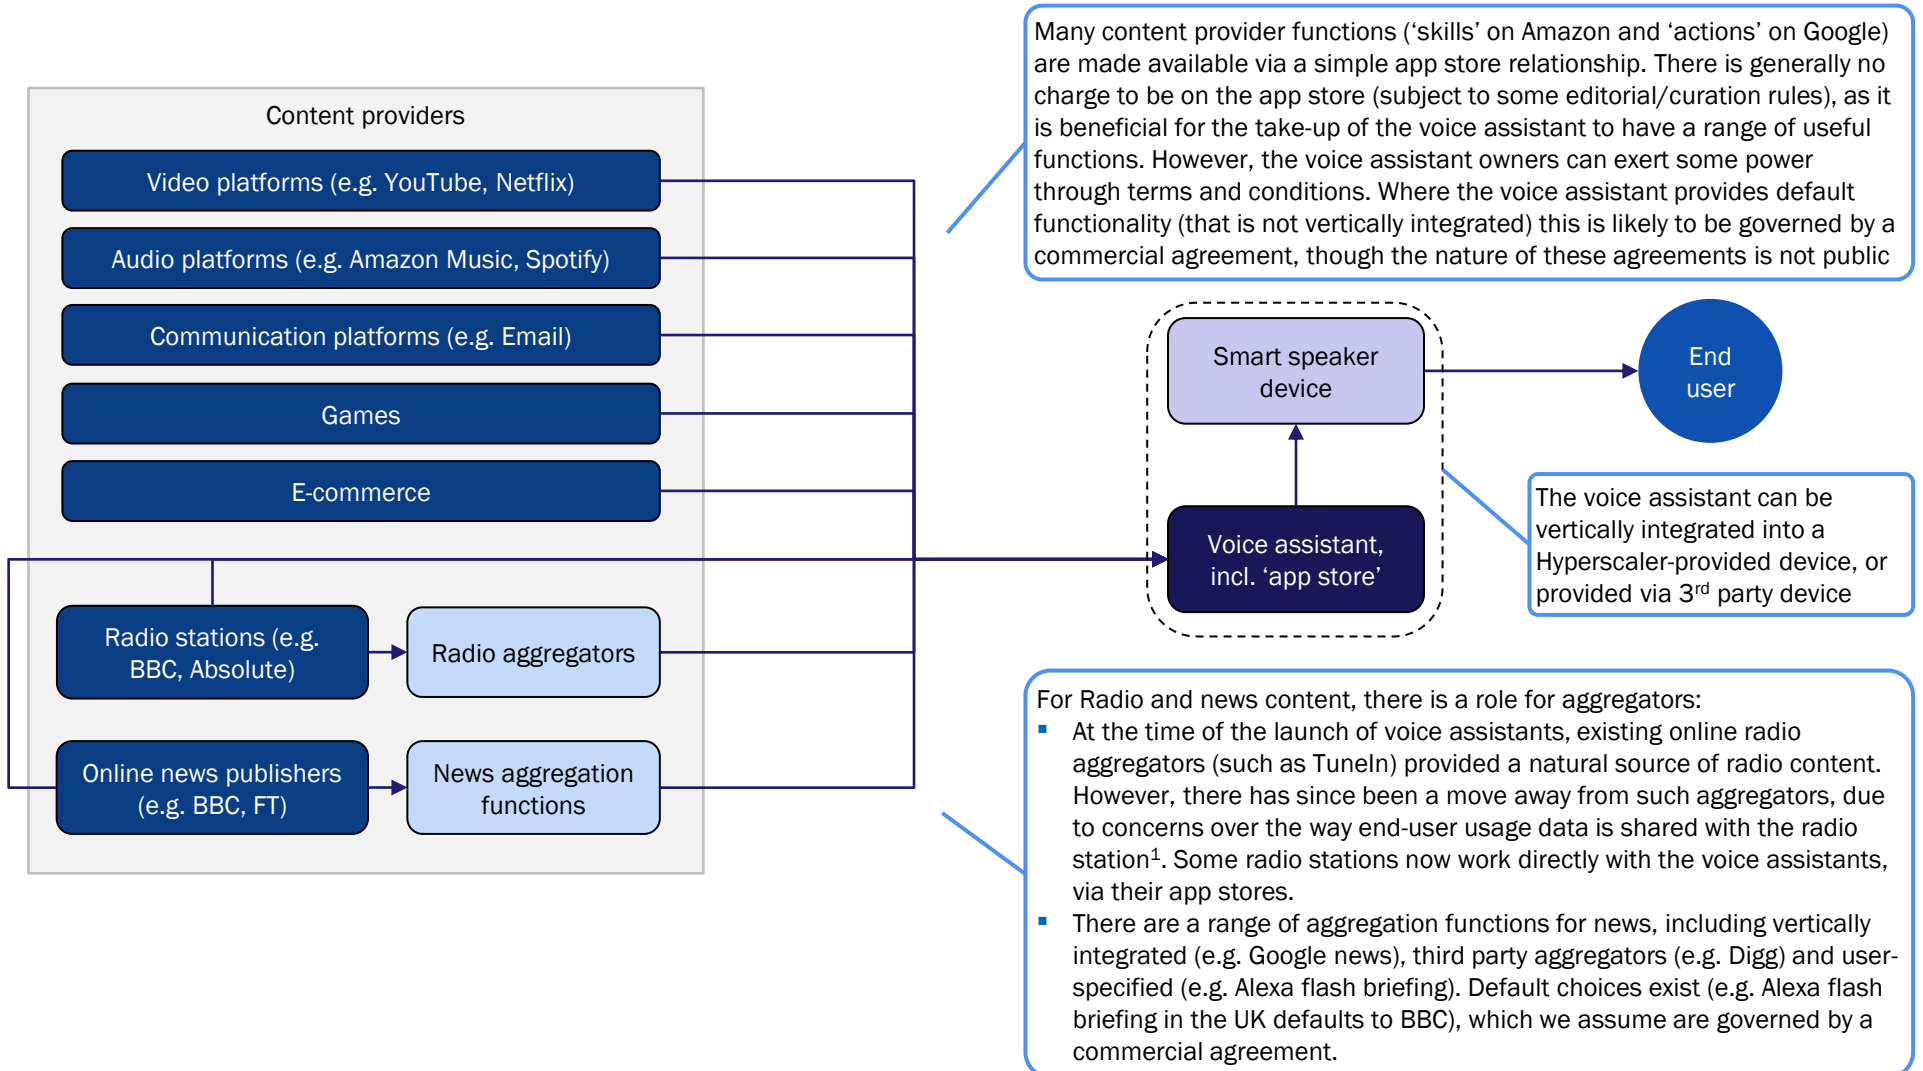 Many content provider functions (‘skills’ on Amazon and ‘actions’ on Google)
are made available via a simple app store relationship. There is generally no
charge to be on the app store (subject to some editorial/curation rules), as it
is beneficial for the take-up of the voice assistant to have a range of useful
functions. However, the voice assistant owners can exert some power
through terms and conditions. Where the voice assistant provides default
functionality (that is not vertically integrated) this is likely to be governed by a
commercial agreement, though the nature of these agreements is not public
Content providers
Video platforms (e.g. YouTube, Netflix)
Audio platforms (e.g. Amazon Music, Spotify)
Communication platforms (e.g. Email)
Games
E-commerce
Radio stations (e.g.
BBC, Absolute)
Radio aggregators
Online news publishers
(e.g. BBC, FT)
News aggregation
functions
Smart speaker
device
End
user
Voice assistant,
incl. ‘app store’
The voice assistant can be
vertically integrated into a
Hyperscaler-provided device, or
provided via 3rd party device
For Radio and news content, there is a role for aggregators:
▪ At the time of the launch of voice assistants, existing online radio
aggregators (such as TuneIn) provided a natural source of radio content.
However, there has since been a move away from such aggregators, due
to concerns over the way end-user usage data is shared with the radio
station1. Some radio stations now work directly with the voice assistants,
via their app stores.
▪ There are a range of aggregation functions for news, including vertically
integrated (e.g. Google news), third party aggregators (e.g. Digg) and user-
specified (e.g. Alexa flash briefing). Default choices exist (e.g. Alexa flash
briefing in the UK defaults to BBC), which we assume are governed by a
commercial agreement.